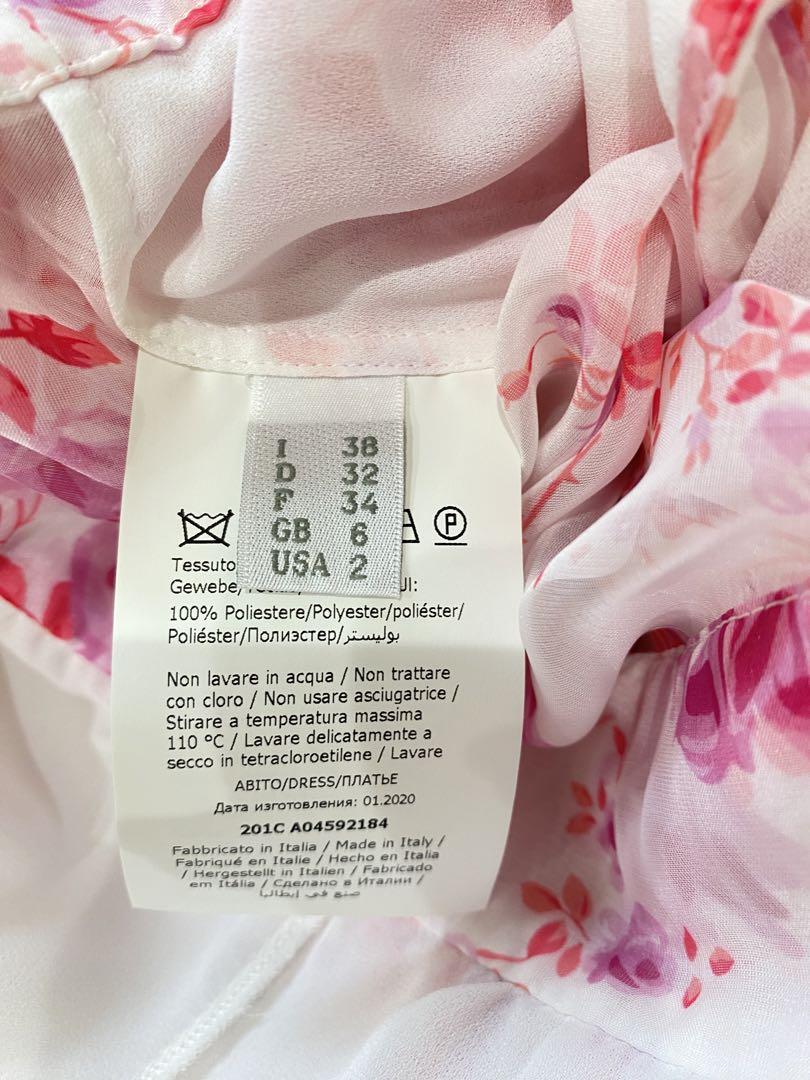 I 38
D 32
F 34
GB 6
USA 2
P
Tessuto
Gewebe/
100% Poliestere/Polyester/poliéster/
Poliéster/Полиэстер/بوليستر
Non lavare in acqua / Non trattare
con cloro / Non usare asciugatrice /
Stirare a temperatura massima
110 ºC / Lavare delicatamente a
secco in tetracloroetilene / Lavare
ABITO/DRESS/ПЛАТЬЕ
Дата изготовления: 01.2020
201C A04592184
Fabbricato in Italia / Made in Italy /
Fabriqué en Italie / Hecho en Italia
/ Hergestellt in Italien / Fabricado
em Itália / Сделано в Италии /
صنع في إيطاليا